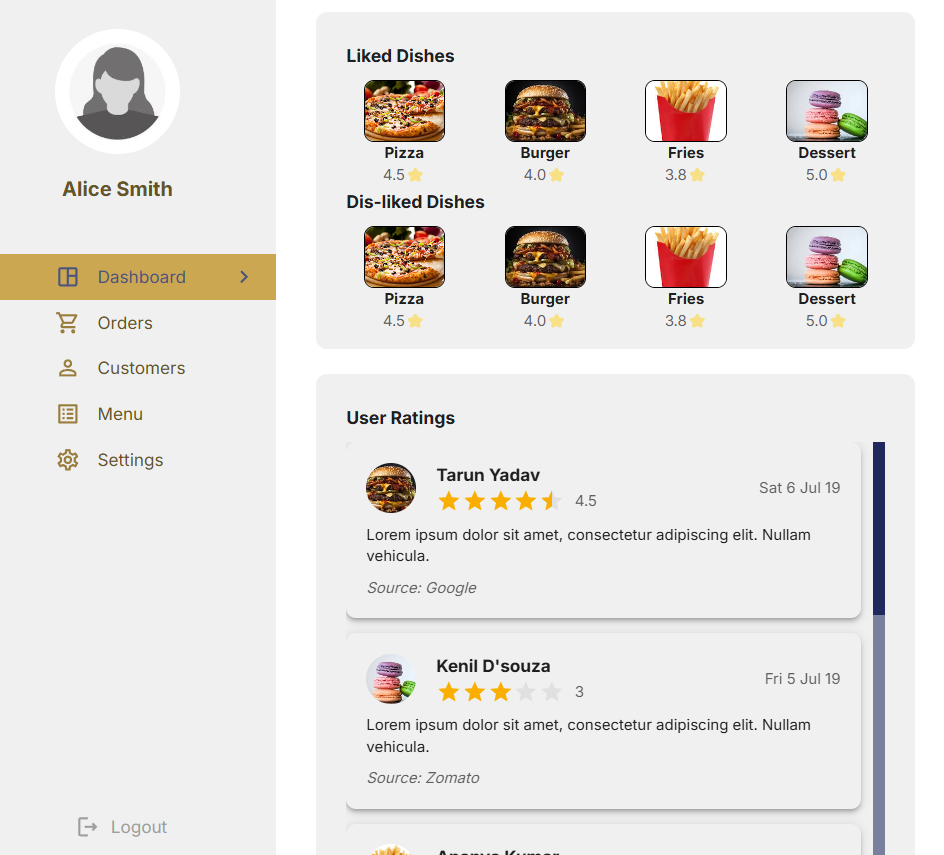 Alice Smith
Dashboard
Orders
Customers
Menu
Settings
Logout
Liked Dishes
Pizza Burger Fries Dessert
4.5 4.0 3.8 5.0
Dis-liked Dishes
Pizza Burger Fries Dessert
4.5 4.0 3.8 5.0
User Ratings
Tarun Yadav
4.5
Sat 6 Jul 19
Lorem ipsum dolor sit amet, consectetur adipiscing elit. Nullam
vehicula.
Source: Google
Kenil D'souza
3
Fri 5 Jul 19
Lorem ipsum dolor sit amet, consectetur adipiscing elit. Nullam
vehicula.
Source: Zomato